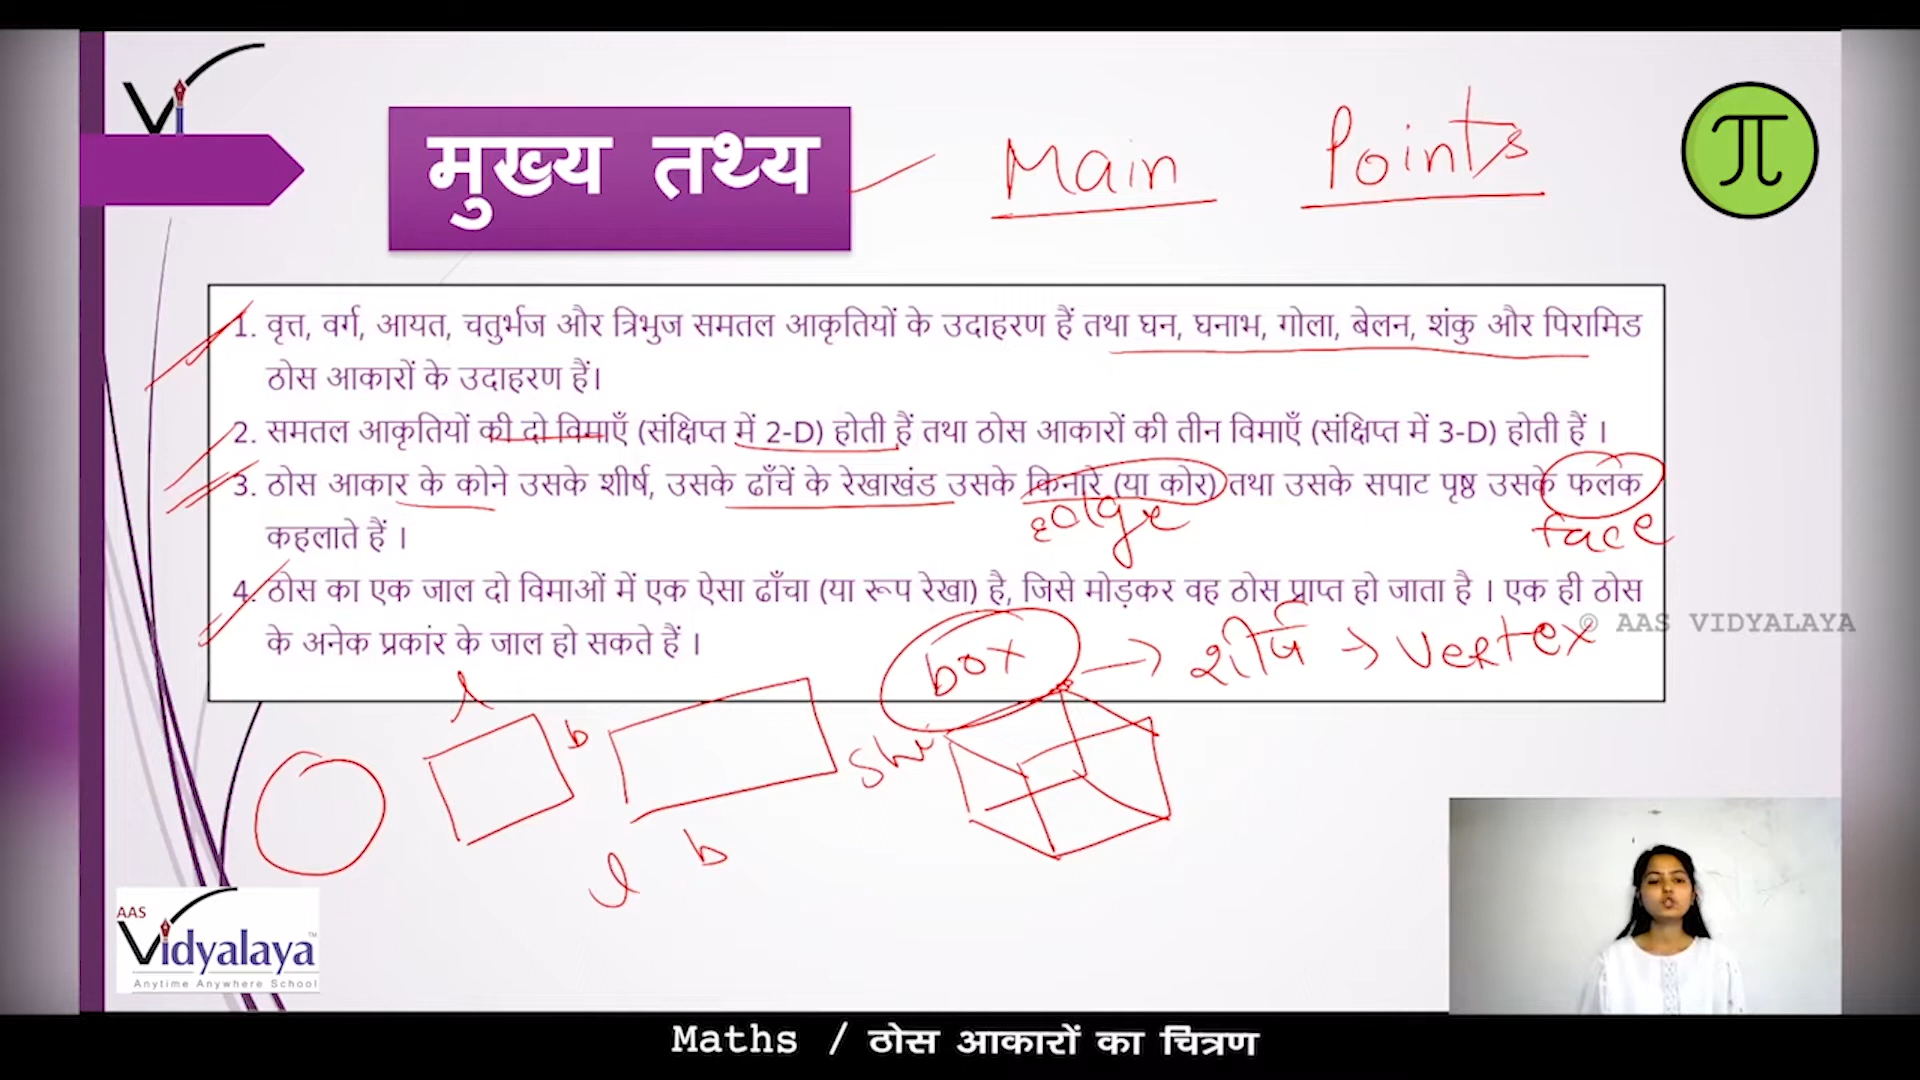 मुख्य तथ्य
Main Points
π
1. वृत्त, वर्ग, आयत, चतुर्भुज और त्रिभुज समतल आकृतियों के उदाहरण हैं तथा घन, घनाभ, गोला, बेलन, शंकु और पिरामिड
ठोस आकारों के उदाहरण हैं।
2. समतल आकृतियों की दो विमाएँ (संक्षिप्त में 2-D) होती हैं तथा ठोस आकारों की तीन विमाएँ (संक्षिप्त में 3-D) होती हैं ।
3. ठोस आकार के कोने उसके शीर्ष, उसके ढाँचें के रेखाखंड उसके किनारे (या कोर) तथा उसके सपाट पृष्ठ उसके फलक
edge
face
कहलाते हैं ।
4. ठोस का एक जाल दो विमाओं में एक ऐसा ढाँचा (या रूप रेखा) है, जिसे मोड़कर वह ठोस प्राप्त हो जाता है । एक ही ठोस
© AAS VIDYALAYA
के अनेक प्रकांर के जाल हो सकते हैं ।
box → शीर्ष → vertex
l
b
l b
AAS
Vidyalaya
TM
Anytime Anywhere School
Maths / ठोस आकारों का चित्रण